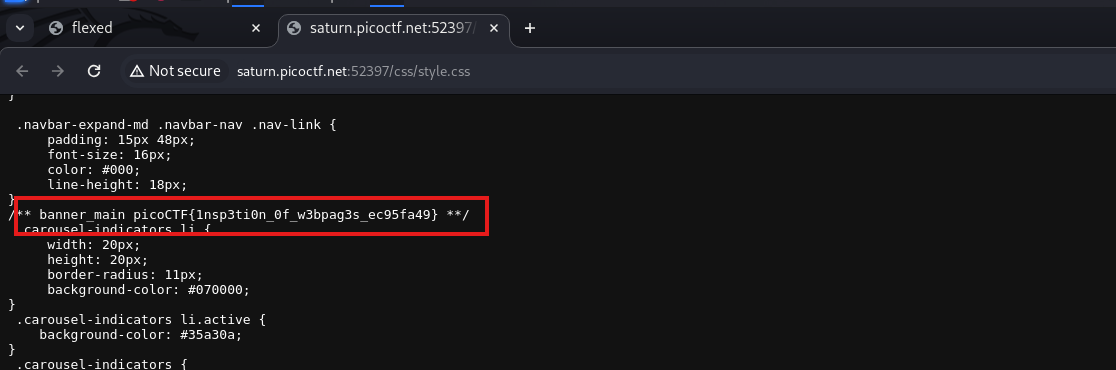 flexed
saturn.picoctf.net:52397/
Not secure
saturn.picoctf.net:52397/css/style.css
}
.navbar-expand-md .navbar-nav .nav-link {
padding: 15px 48px;
font-size: 16px;
color: #000;
line-height: 18px;
}
/** banner_main picoCTF{1nsp3ti0n_0f_w3bpag3s_ec95fa49} **/
.carousel-indicators li {
width: 20px;
height: 20px;
border-radius: 11px;
background-color: #070000;
}
.carousel-indicators li.active {
background-color: #35a30a;
}
.carousel-indicators {